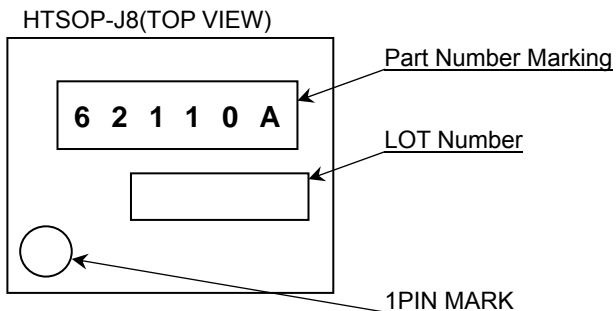 HTSOP-J8(TOP VIEW)
Part Number Marking
6 2 1 1 0 A
LOT Number
1PIN MARK